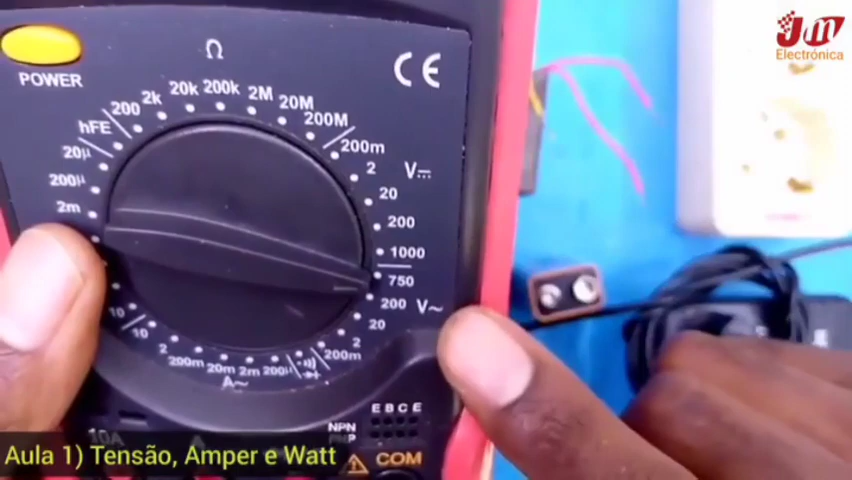 Jm
Electrónica
POWER
Ω
CE
200 2k 20k 200k 2M 20M 200M
hFE
20µ
200µ
2m
200m
2
V⎓
20
200
1000
750
200
V~
20
2
200m
10
10
2
200m 20m 2m 200µ
A~
E B C E
NPN
PNP
10A
COM
Aula 1) Tensão, Amper e Watt